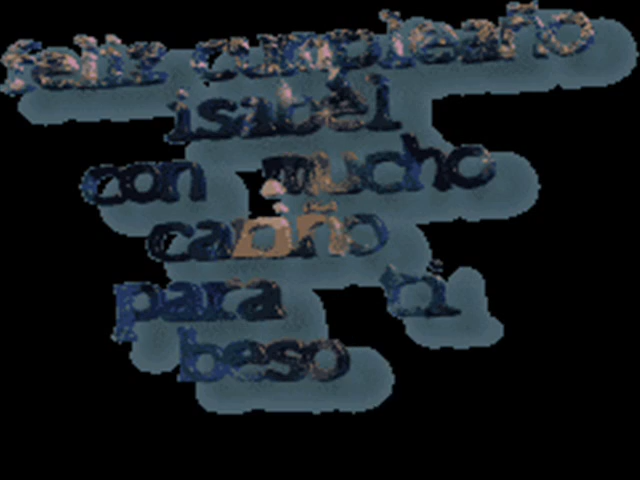 feliz cumpleaño
isabel
con mucho
cariño
para ti
beso